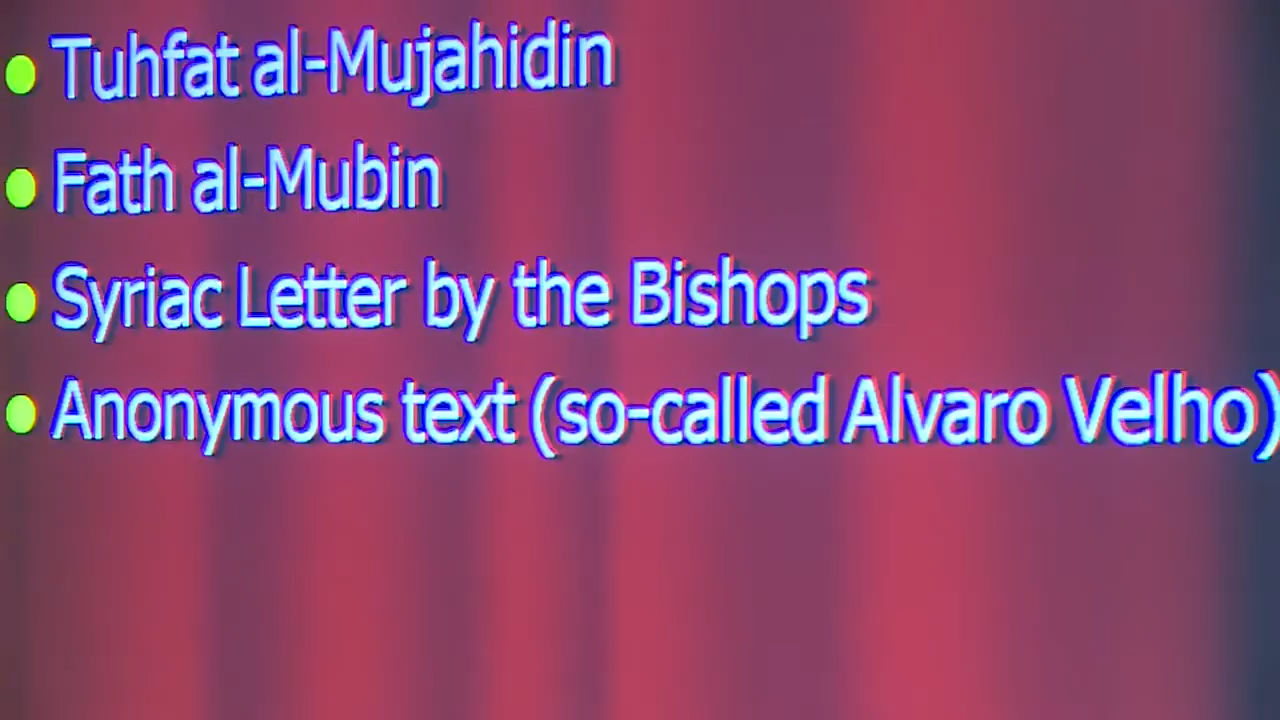 Tuhfat al-Mujahidin
Fath al-Mubin
Syriac Letter by the Bishops
Anonymous text (so-called Alvaro Velho)